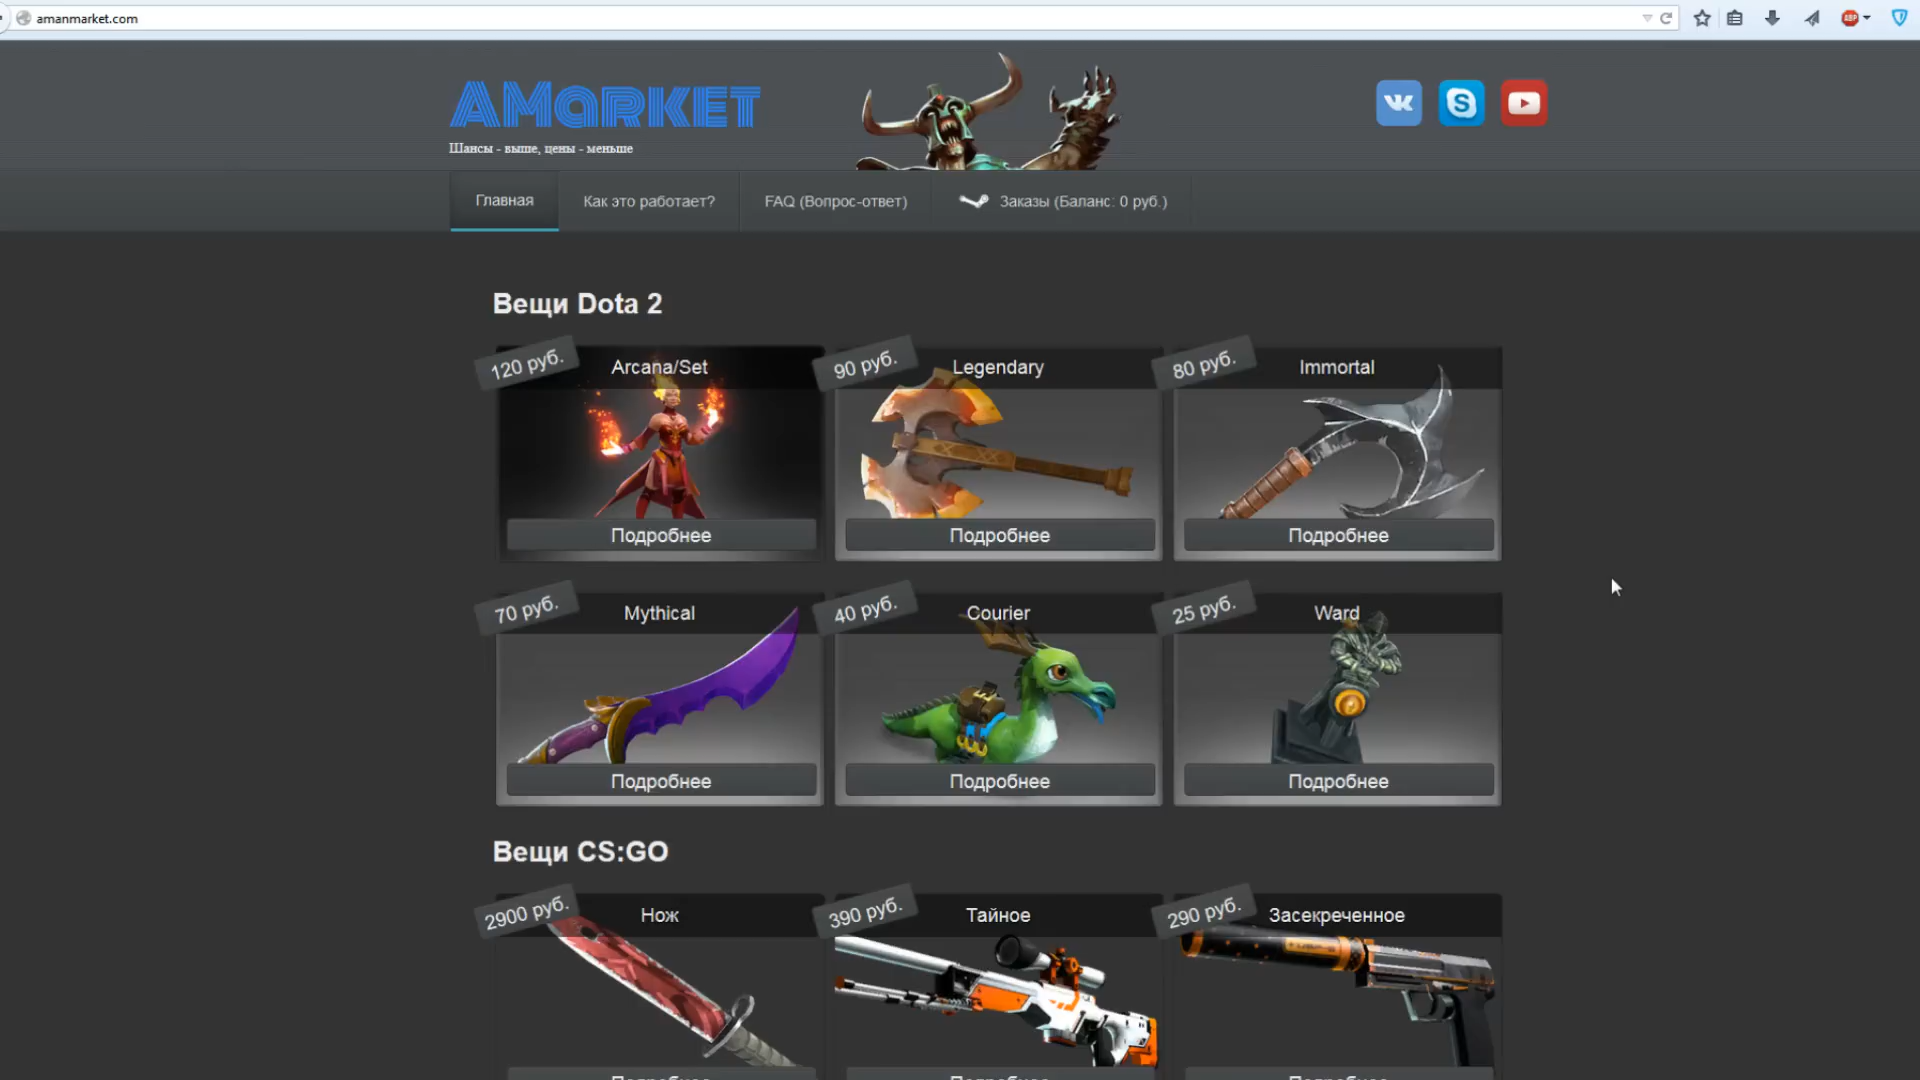 amanmarket.com
ABP
AMarket
Шансы - выше, цены - меньше
Главная
Как это работает?
FAQ (Вопрос-ответ)
Заказы (Баланс: 0 руб.)
Вещи Dota 2
120 руб.
Arcana/Set
90 руб.
Legendary
80 руб.
Immortal
Подробнее
Подробнее
Подробнее
70 руб.
Mythical
40 руб.
Courier
25 руб.
Ward
Подробнее
Подробнее
Подробнее
Вещи CS:GO
2900 руб.
Нож
390 руб.
Тайное
290 руб.
Засекреченное